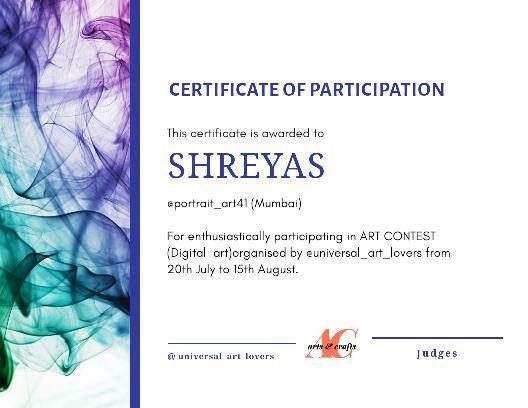 CERTIFICATE OF PARTICIPATION
This certificate is awarded to
SHREYAS
@portrait_art41 (Mumbai)
For enthusiastically participating in ART CONTEST
(Digital art)organised by @universal_art_lovers from
20th July to 15th August.
AC
arts & crafts
@universal art lovers
Judges